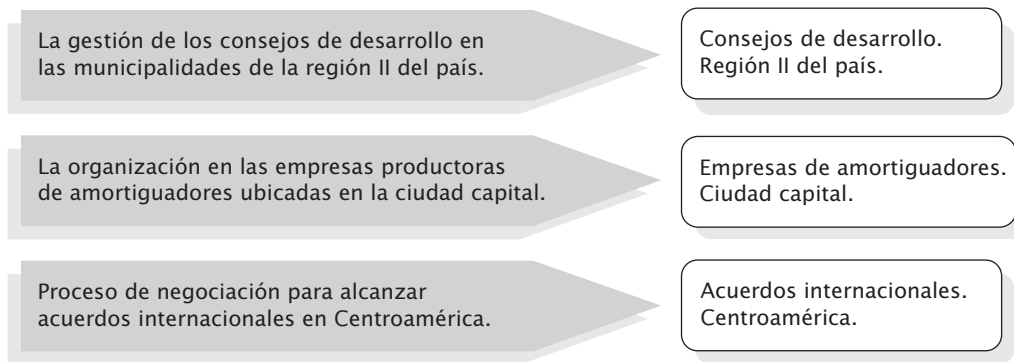 La gestión de los consejos de desarrollo en
las municipalidades de la región II del país.
Consejos de desarrollo.
Región II del país.
La organización en las empresas productoras
de amortiguadores ubicadas en la ciudad capital.
Empresas de amortiguadores.
Ciudad capital.
Proceso de negociación para alcanzar
acuerdos internacionales en Centroamérica.
Acuerdos internacionales.
Centroamérica.